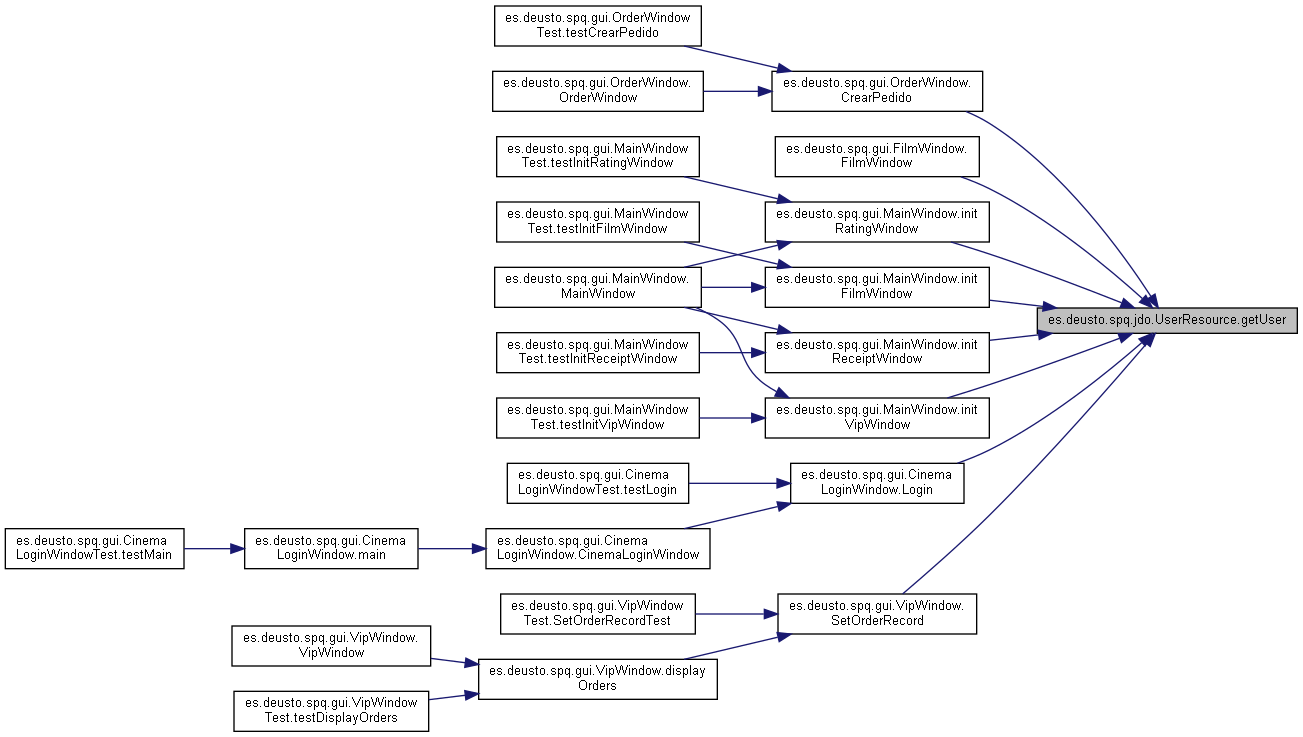 es.deusto.spq.gui.OrderWindow
Test.testCrearPedido
es.deusto.spq.gui.OrderWindow.
OrderWindow
es.deusto.spq.gui.OrderWindow.
CrearPedido
es.deusto.spq.gui.MainWindow
Test.testInitRatingWindow
es.deusto.spq.gui.FilmWindow.
FilmWindow
es.deusto.spq.gui.MainWindow
Test.testInitFilmWindow
es.deusto.spq.gui.MainWindow.init
RatingWindow
es.deusto.spq.gui.MainWindow.
MainWindow
es.deusto.spq.gui.MainWindow.init
FilmWindow
es.deusto.spq.jdo.UserResource.getUser
es.deusto.spq.gui.MainWindow
Test.testInitReceiptWindow
es.deusto.spq.gui.MainWindow.init
ReceiptWindow
es.deusto.spq.gui.MainWindow
Test.testInitVipWindow
es.deusto.spq.gui.MainWindow.init
VipWindow
es.deusto.spq.gui.Cinema
LoginWindowTest.testLogin
es.deusto.spq.gui.Cinema
LoginWindow.Login
es.deusto.spq.gui.Cinema
LoginWindowTest.testMain
es.deusto.spq.gui.Cinema
LoginWindow.main
es.deusto.spq.gui.Cinema
LoginWindow.CinemaLoginWindow
es.deusto.spq.gui.VipWindow
Test.SetOrderRecordTest
es.deusto.spq.gui.VipWindow.
SetOrderRecord
es.deusto.spq.gui.VipWindow.
VipWindow
es.deusto.spq.gui.VipWindow.display
Orders
es.deusto.spq.gui.VipWindow
Test.testDisplayOrders